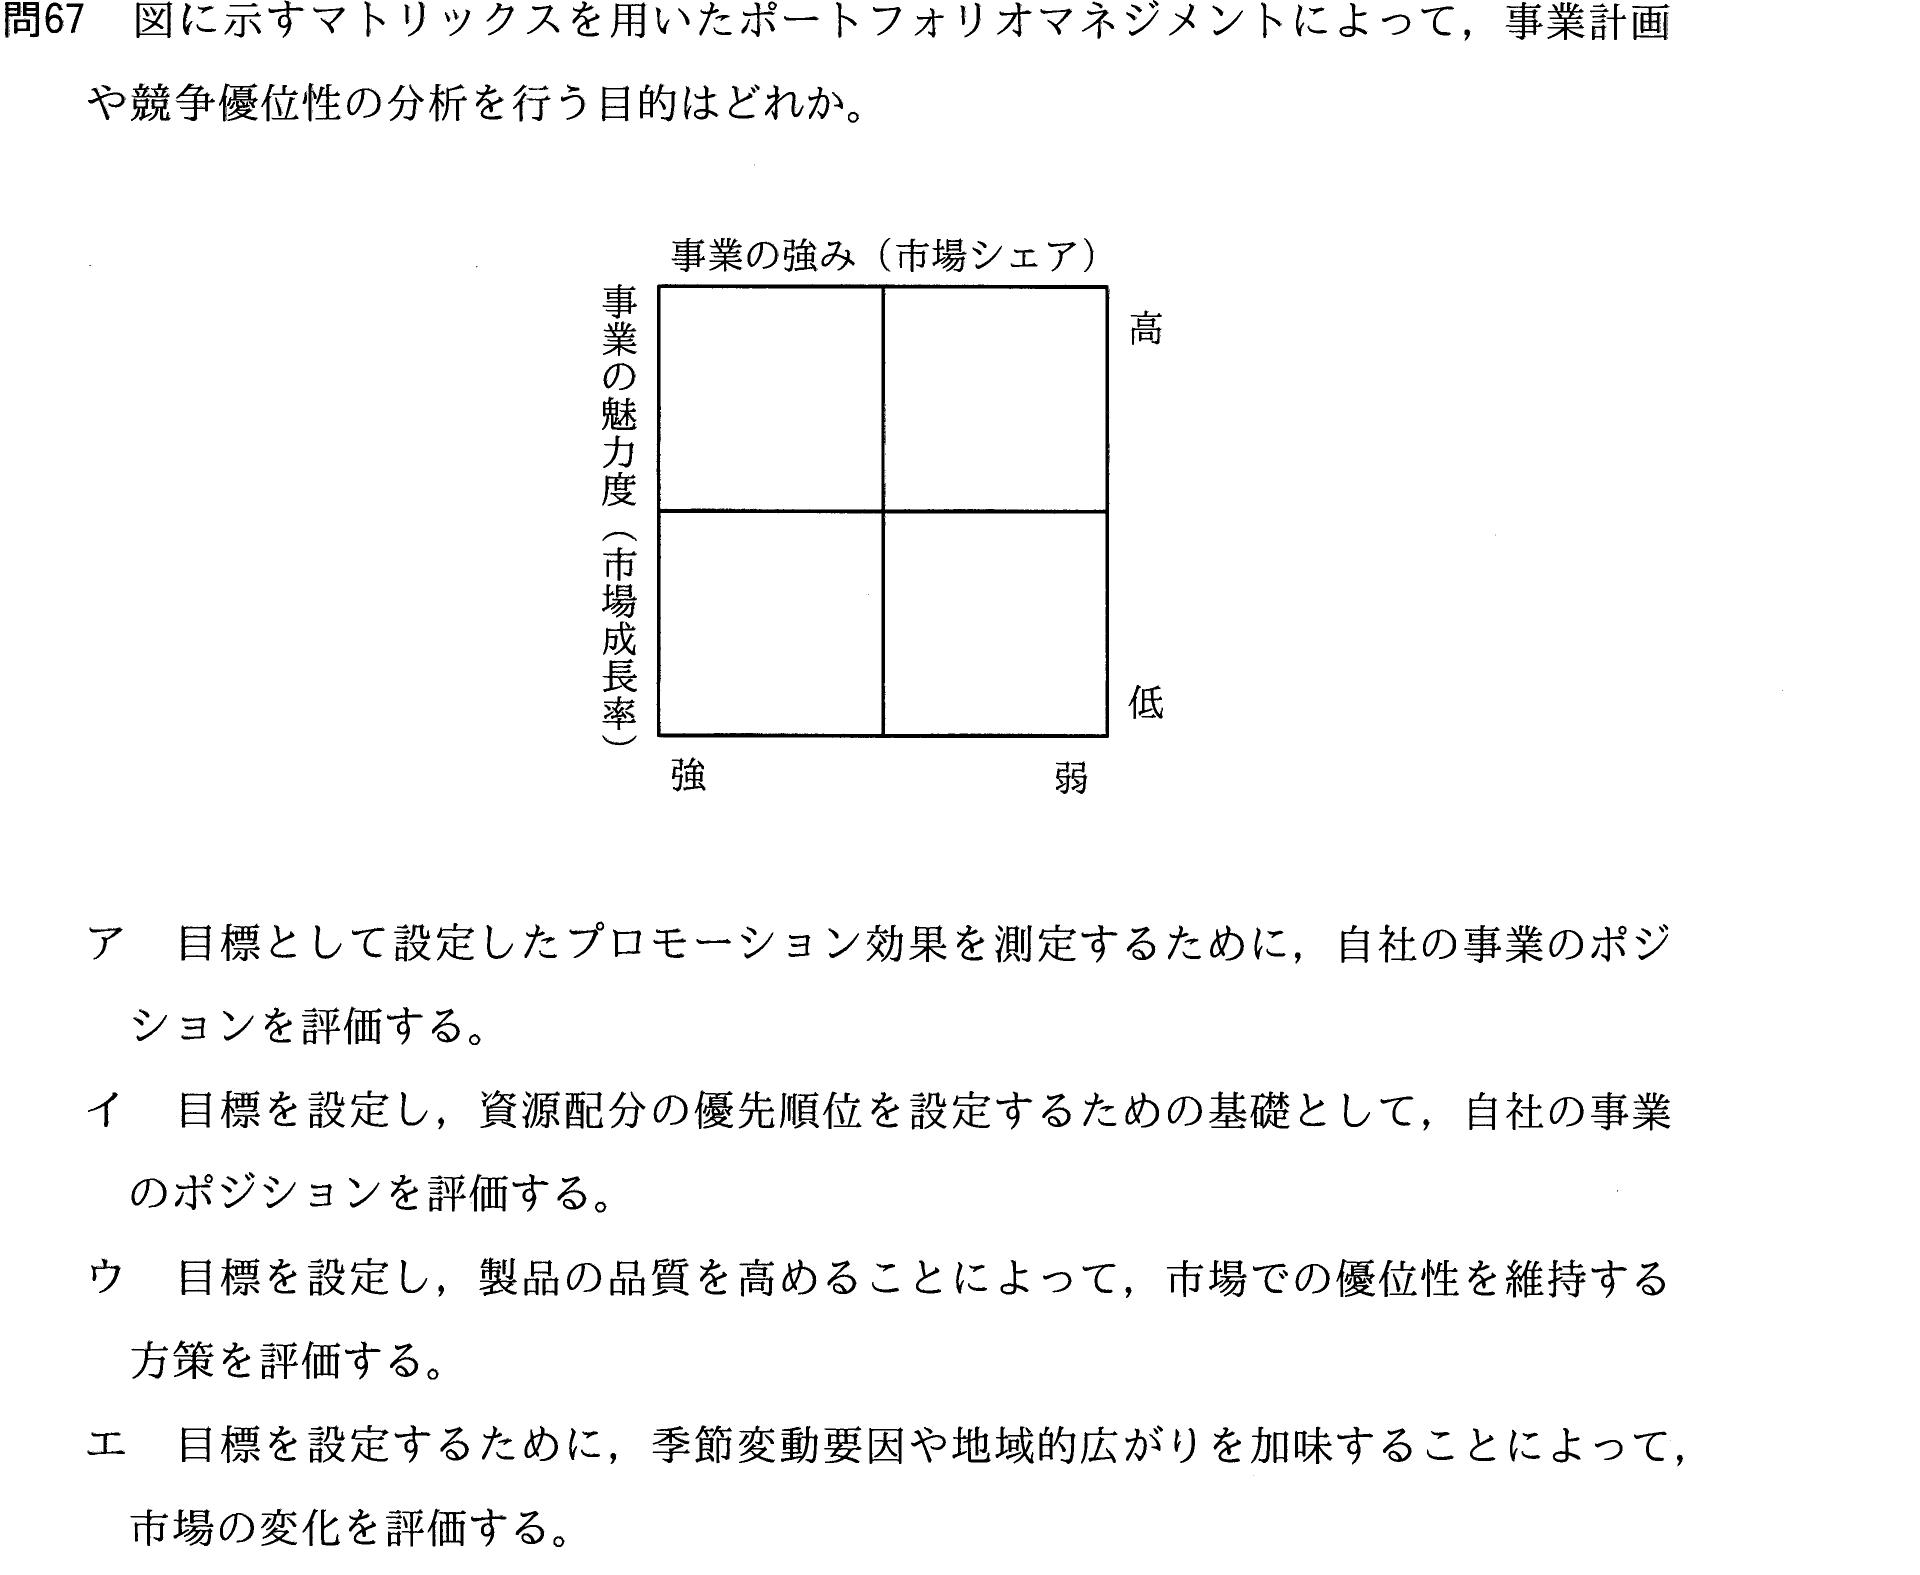 問67　図に示すマトリックスを用いたポートフォリオマネジメントによって，事業計画
や競争優位性の分析を行う目的はどれか。
事業の強み（市場シェア）
事業の魅力度（市場成長率）
高
低
強
弱
ア　目標として設定したプロモーション効果を測定するために，自社の事業のポジ
ションを評価する。
イ　目標を設定し，資源配分の優先順位を設定するための基礎として，自社の事業
のポジションを評価する。
ウ　目標を設定し，製品の品質を高めることによって，市場での優位性を維持する
方策を評価する。
エ　目標を設定するために，季節変動要因や地域的広がりを加味することによって，
市場の変化を評価する。